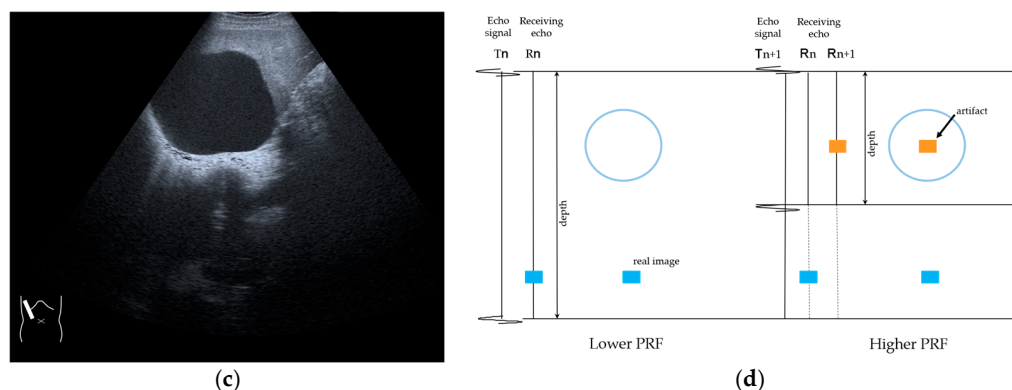 Echo signal
Receiving echo
Tn
Rn
depth
real image
Lower PRF
Echo signal
Receiving echo
Tn+1
Rn
Rn+1
depth
artifact
Higher PRF
(c)
(d)